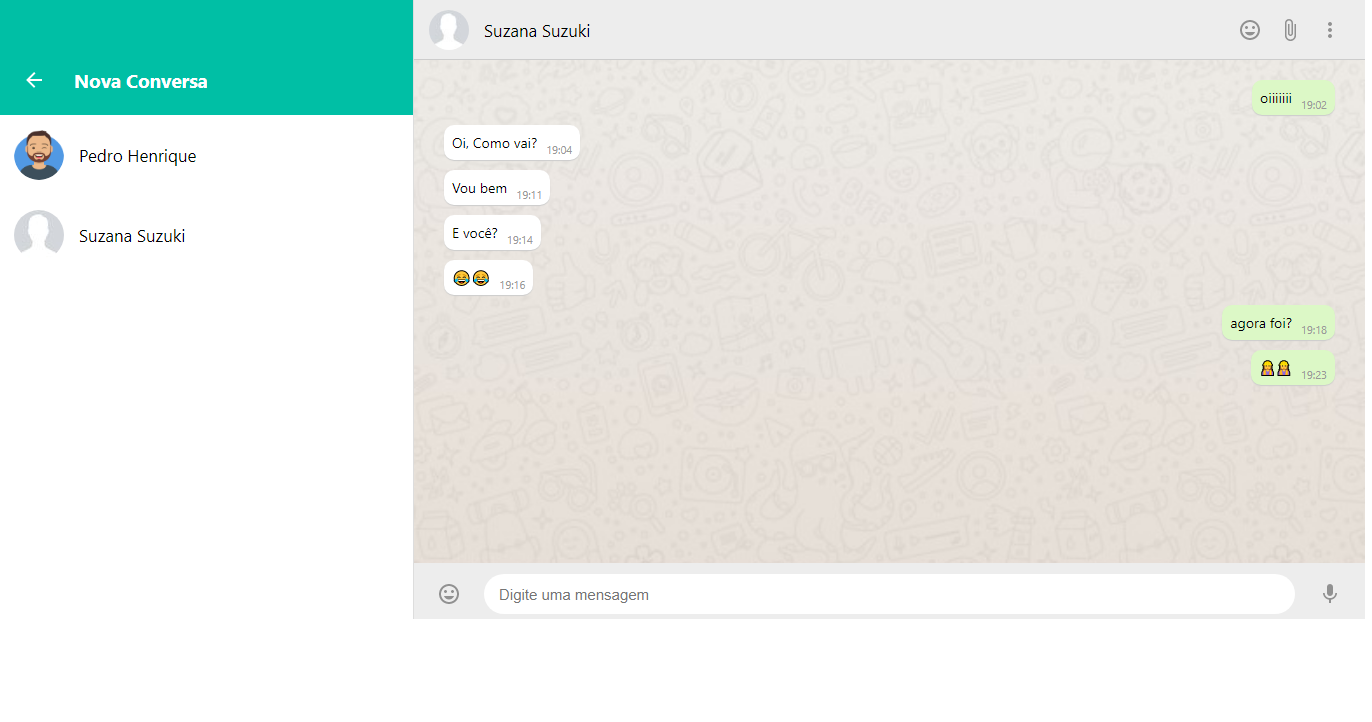 Nova Conversa
Pedro Henrique
Suzana Suzuki
Suzana Suzuki
oiiiiiii 19:02
Oi, Como vai? 19:04
Vou bem 19:11
E você? 19:14
😂😂 19:16
agora foi? 19:18
19:23
Digite uma mensagem